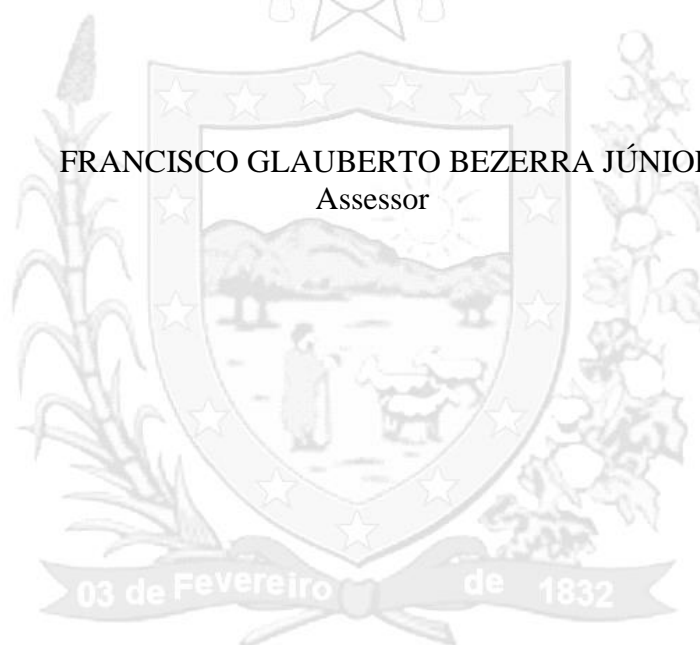 FRANCISCO GLAUBERTO BEZERRA JÚNIOR
Assessor
03 de Fevereiro de 1832